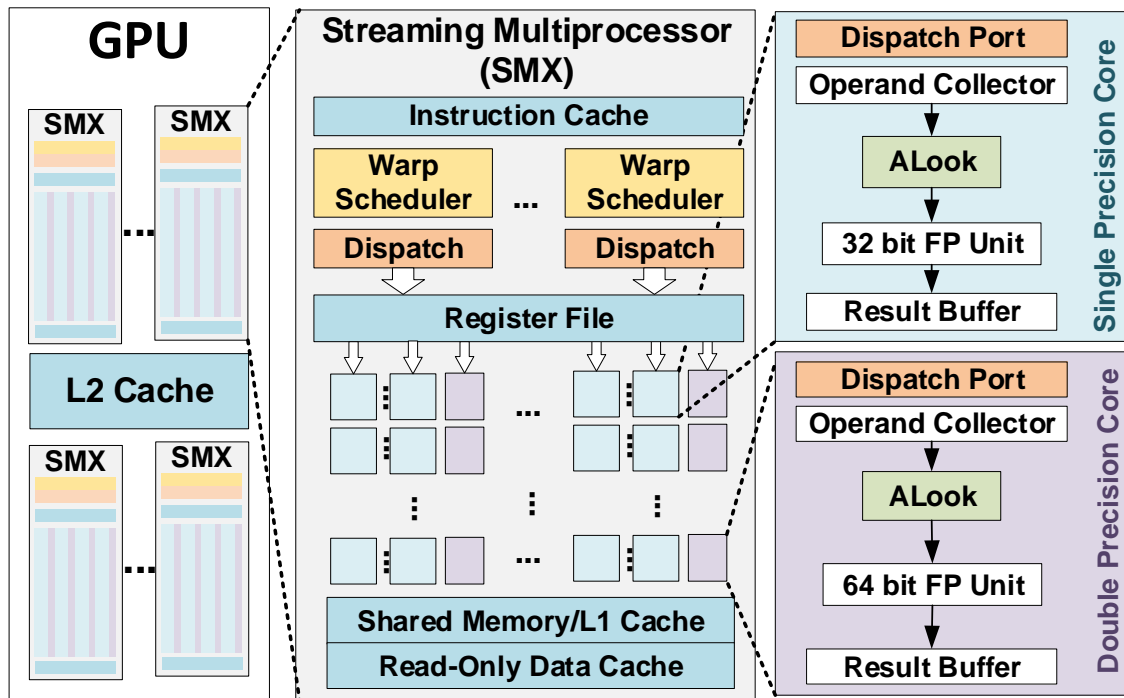 GPU
SMX
SMX
...
L2 Cache
SMX
SMX
...
Streaming Multiprocessor
(SMX)
Instruction Cache
Warp
Scheduler
...
Warp
Scheduler
Dispatch
Dispatch
Register File
...
...
Shared Memory/L1 Cache
Read-Only Data Cache
Dispatch Port
Operand Collector
ALook
32 bit FP Unit
Result Buffer
Single Precision Core
Dispatch Port
Operand Collector
ALook
64 bit FP Unit
Result Buffer
Double Precision Core